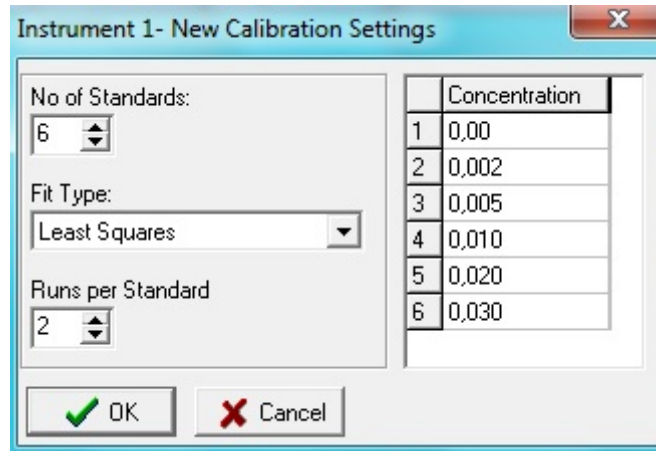 Instrument 1- New Calibration Settings
No of Standards:
6
Fit Type:
Least Squares
Runs per Standard
2
Concentration
1 0,00
2 0,002
3 0,005
4 0,010
5 0,020
6 0,030
OK
Cancel